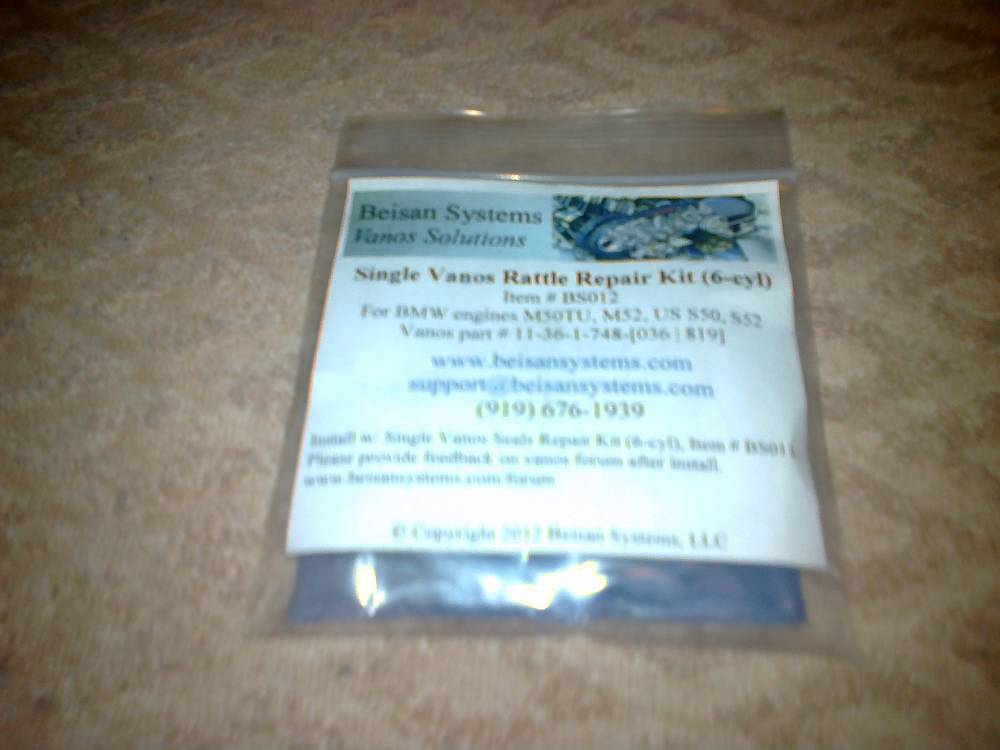 Beisan Systems
Vanos Solutions
Single Vanos Rattle Repair Kit (6-cyl)
Item # BS012
For BMW engines M50TU, M52, US S50, S52
Vanos part # 11-36-1-748-[036 | 819]
www.beisansystems.com
support@beisansystems.com
(919) 676-1939
Install w/ Single Vanos Seals Repair Kit (6-cyl), Item # BS011
Please provide feedback on vanos forum after install.
www.beisansystems.com/forum
© Copyright 2012 Beisan Systems, LLC